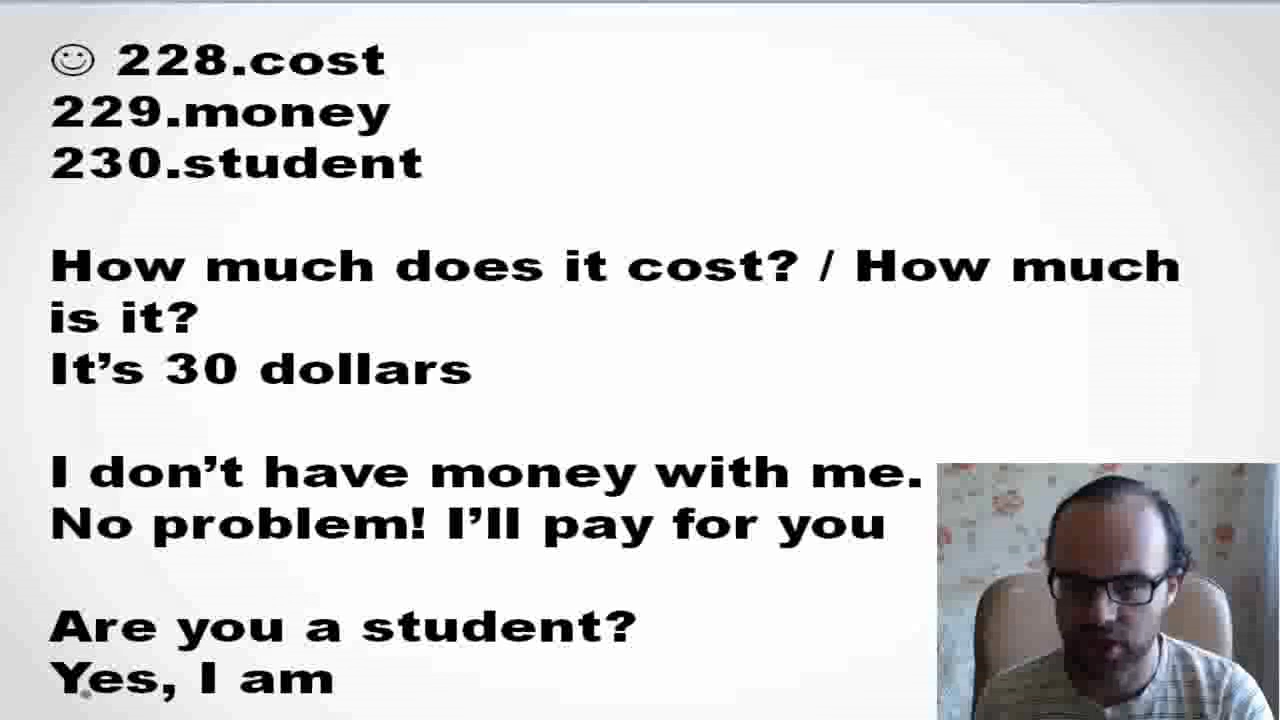 ☺ 228.cost
229.money
230.student
How much does it cost? / How much
is it?
It’s 30 dollars
I don’t have money with me.
No problem! I’ll pay for you
Are you a student?
Yes, I am